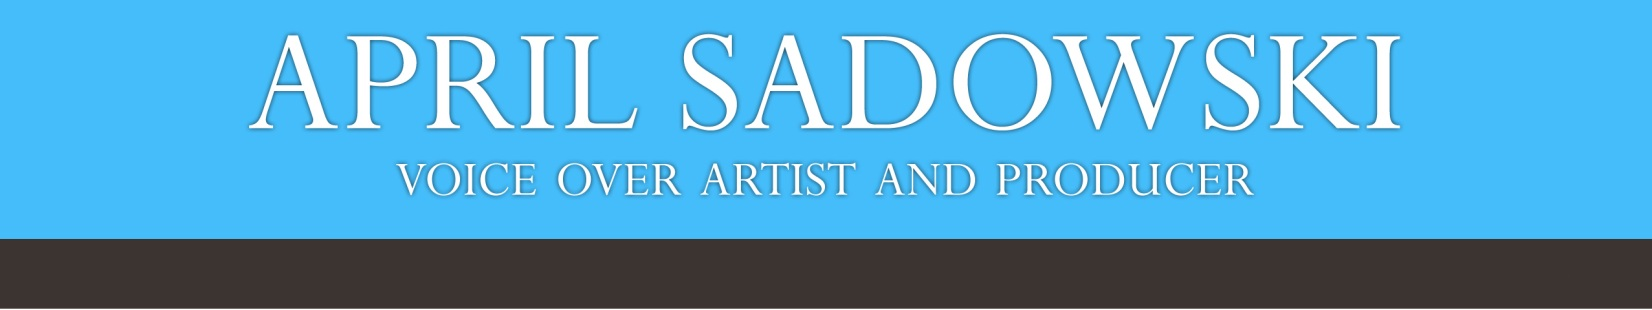 APRIL SADOWSKI
VOICE OVER ARTIST AND PRODUCER